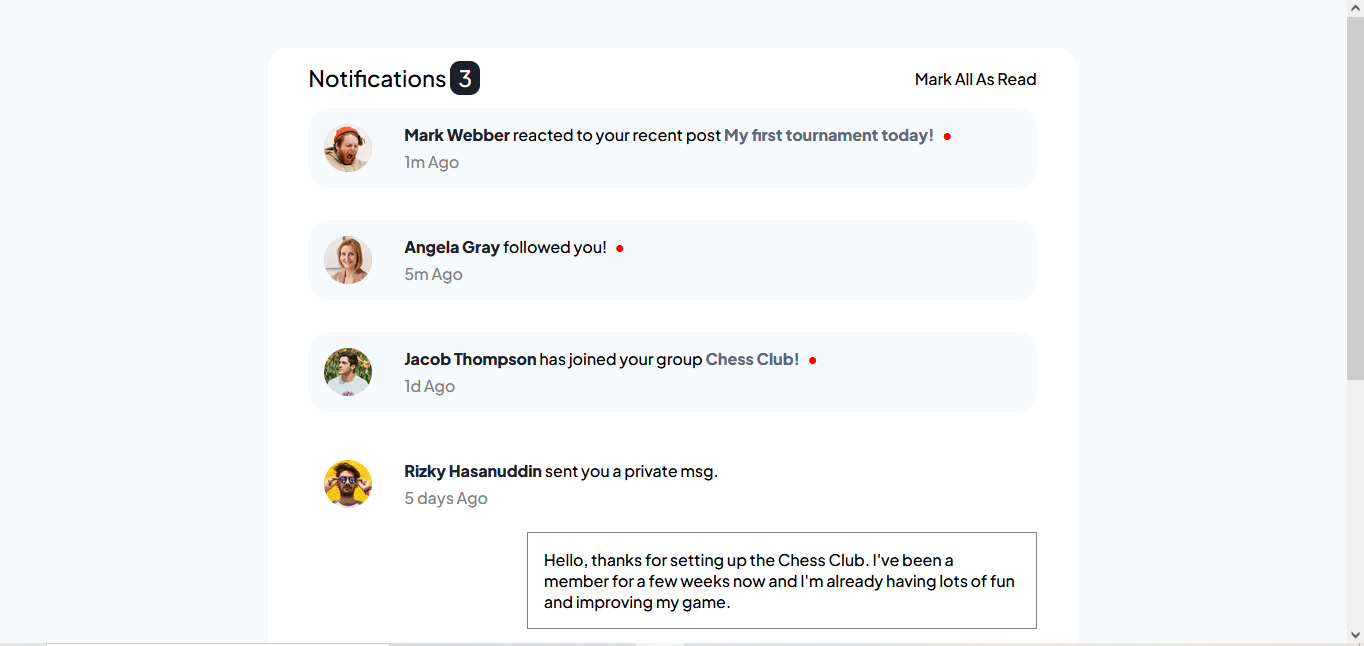 Notifications 3
Mark All As Read
Mark Webber reacted to your recent post My first tournament today!
1m Ago
Angela Gray followed you!
5m Ago
Jacob Thompson has joined your group Chess Club!
1d Ago
Rizky Hasanuddin sent you a private msg.
5 days Ago
Hello, thanks for setting up the Chess Club. I've been a
member for a few weeks now and I'm already having lots of fun
and improving my game.